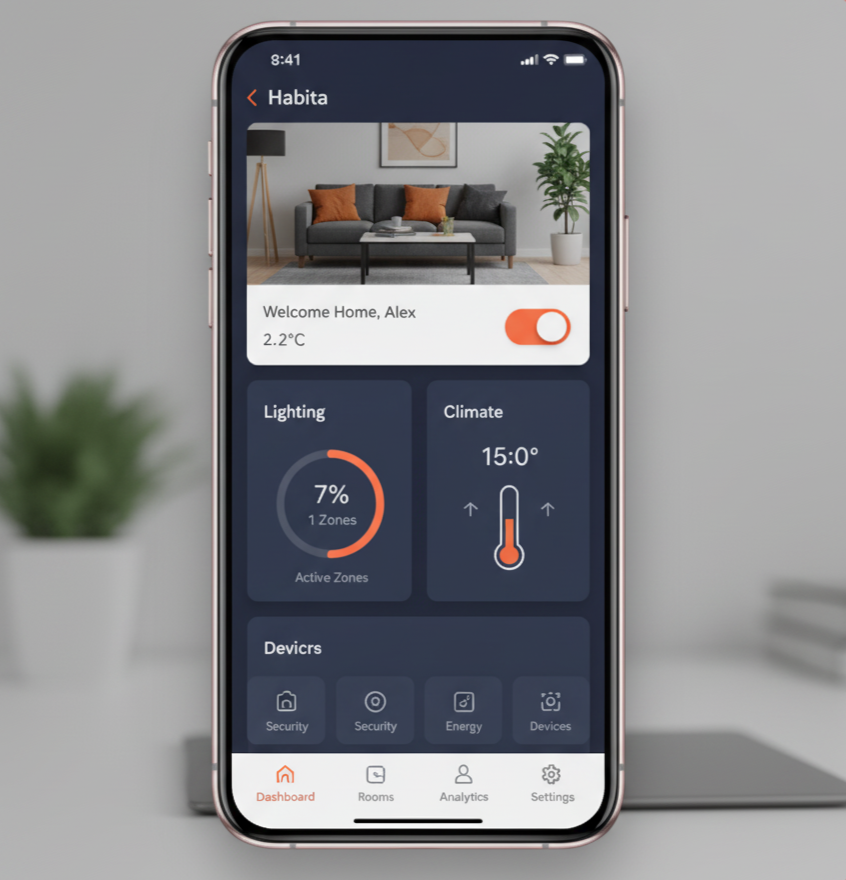 8:41
Habita
Welcome Home, Alex
2.2°C
Lighting
Climate
7%
1 Zones
Active Zones
15:0°
Devicrs
Security
Security
Energy
Devices
Dashboard
Rooms
Analytics
Settings